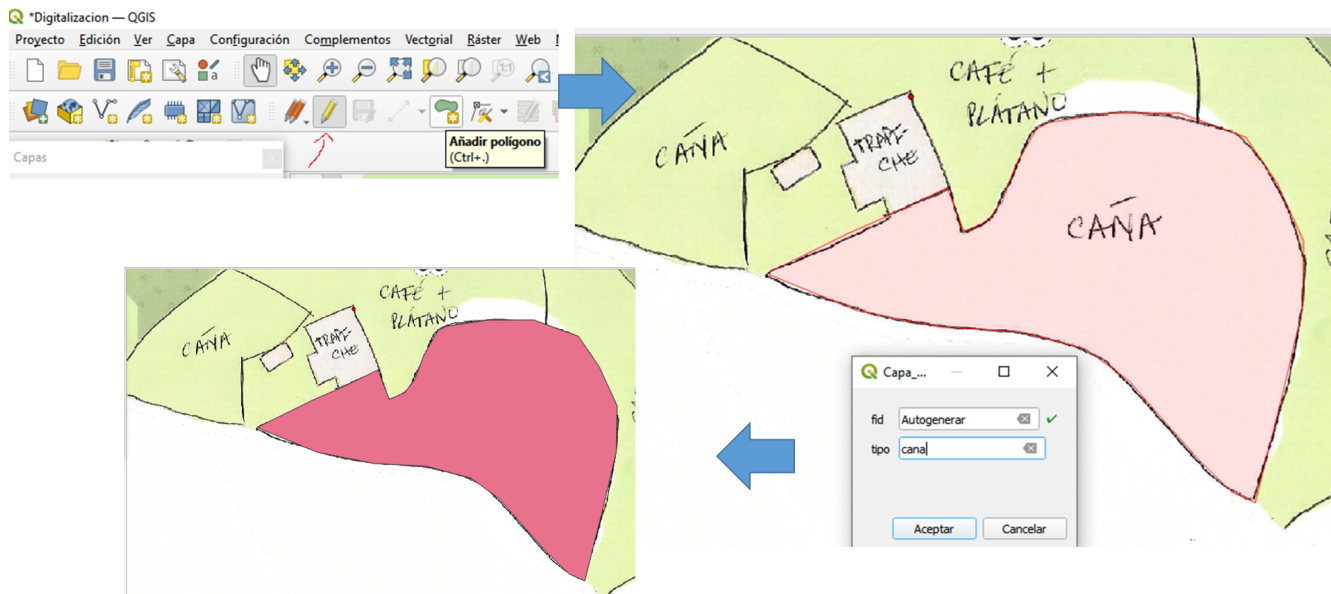 *Digitalizacion — QGIS
Proyecto Edición Ver Capa Configuración Complementos Vectorial Ráster Web
Añadir polígono
(Ctrl+.)
Capas
CAFÉ +
PLÁTANO
CAÑA
TRAPI-
CHE
CAÑA
CAFÉ +
PLÁTANO
CAÑA
TRAPI-
CHE
Capa_...
fid Autogenerar
tipo cana
Aceptar Cancelar